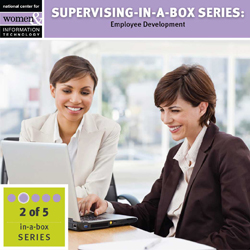 national center for
women &
INFORMATION
TECHNOLOGY
SUPERVISING-IN-A-BOX SERIES:
Employee Development
2 of 5
in-a-box
SERIES